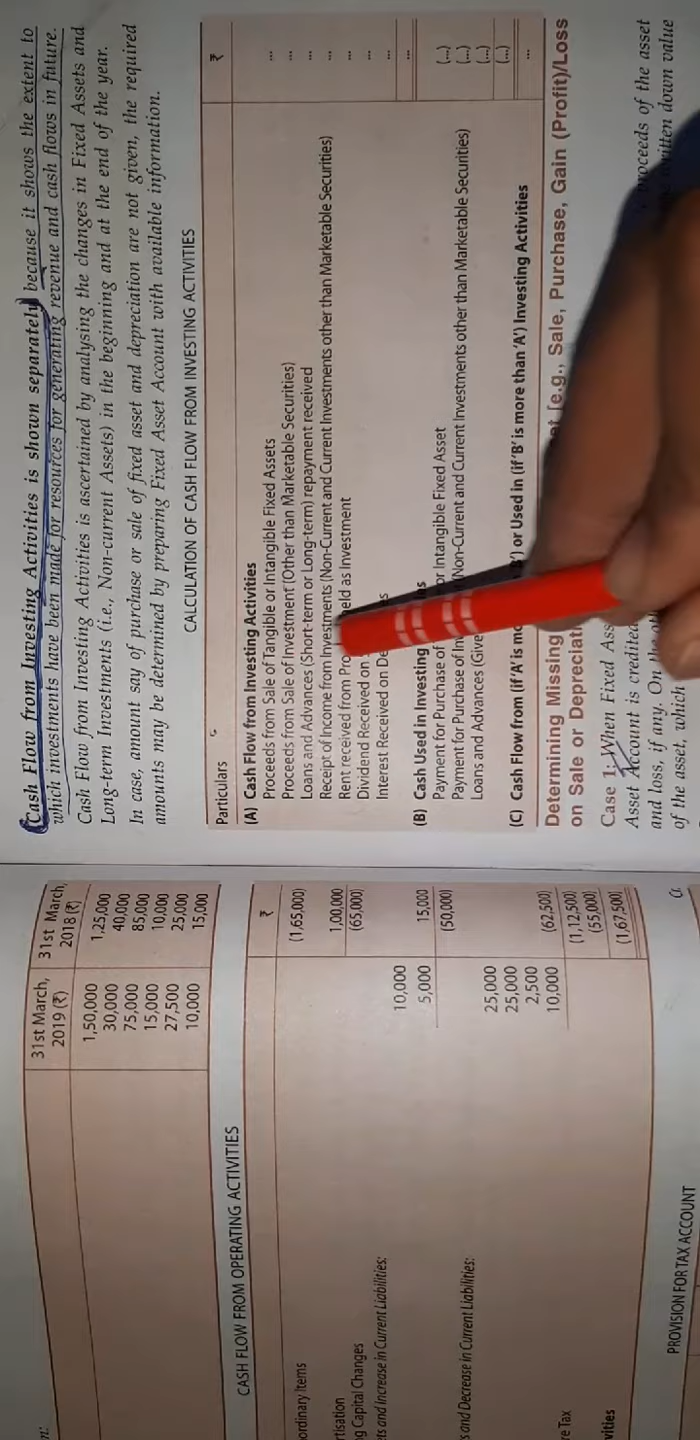 n:
31st March, 31st March,
2019 (₹) 2018 (₹)
1,50,000 1,25,000
30,000 40,000
75,000 85,000
15,000 10,000
27,500 25,000
10,000 15,000
CASH FLOW FROM OPERATING ACTIVITIES
₹
ordinary Items (1,65,000)
rtisation 1,00,000
g Capital Changes (65,000)
ts and Increase in Current Liabilities:
10,000
5,000 15,000
(50,000)
s and Decrease in Current Liabilities:
25,000
25,000
2,500
10,000 (62,500)
re Tax (1,12,500)
(55,000)
vities (1,67,500)
PROVISION FOR TAX ACCOUNT Cr.
Cash Flow from Investing Activities is shown separately because it shows the extent to
which investments have been made for resources for generating revenue and cash flows in future.
Cash Flow from Investing Activities is ascertained by analysing the changes in Fixed Assets and
Long-term Investments (i.e., Non-current Assets) in the beginning and at the end of the year.
In case, amount say of purchase or sale of fixed asset and depreciation are not given, the required
amounts may be determined by preparing Fixed Asset Account with available information.
CALCULATION OF CASH FLOW FROM INVESTING ACTIVITIES
Particulars ₹
(A) Cash Flow from Investing Activities
Proceeds from Sale of Tangible or Intangible Fixed Assets ...
Proceeds from Sale of Investment (Other than Marketable Securities) ...
Loans and Advances (Short-term or Long-term) repayment received ...
Receipt of Income from Investments (Non-Current and Current Investments other than Marketable Securities) ...
Rent received from Pro held as Investment ...
Dividend Received on ...
Interest Received on De es ...
...
(B) Cash Used in Investing es
Payment for Purchase of or Intangible Fixed Asset (...)
Payment for Purchase of Inv (Non-Current and Current Investments other than Marketable Securities) (...)
Loans and Advances (Give (...)
(...)
(C) Cash Flow from (if 'A' is mo B') or Used in (if 'B' is more than 'A') Investing Activities ...
Determining Missing et [e.g., Sale, Purchase, Gain (Profit)/Loss
on Sale or Depreciati
Case 1: When Fixed Ass
Asset Account is credited proceeds of the asset
and loss, if any. On the ritten down value
of the asset, which